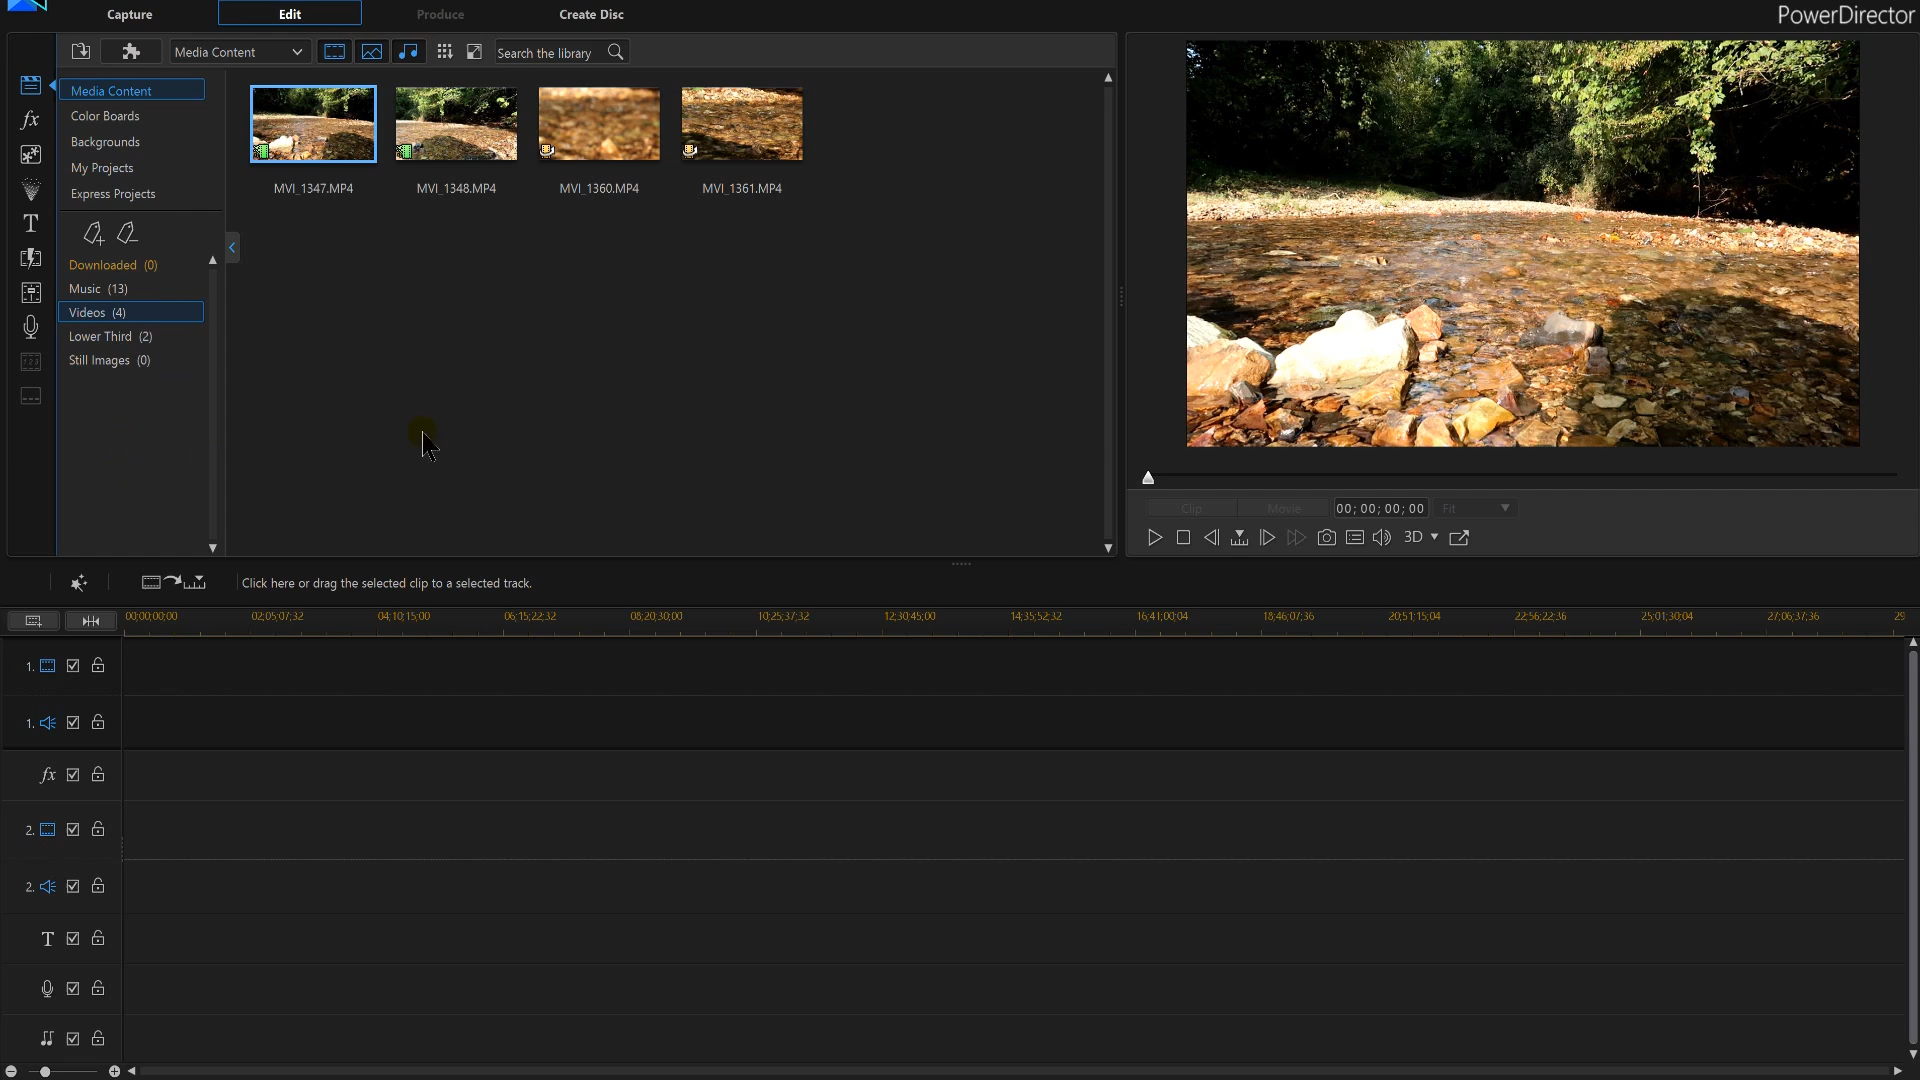 Capture Edit Produce Create Disc PowerDirector
Media Content Search the library
Media Content
Color Boards
Backgrounds
My Projects
Express Projects
Downloaded (0)
Music (13)
Videos (4)
Lower Third (2)
Still Images (0)
MVI_1347.MP4 MVI_1348.MP4 MVI_1360.MP4 MVI_1361.MP4
Clip Movie 00; 00; 00; 00 Fit
3D
Click here or drag the selected clip to a selected track.
00;00;00;00 02;05;07;32 04;10;15;00 06;15;22;32 08;20;30;00 10;25;37;32 12;30;45;00 14;35;52;32 16;41;00;04 18;46;07;36 20;51;15;04 22;56;22;36 25;01;30;04 27;06;37;36 29
1.
1.
fx
2.
2.
T